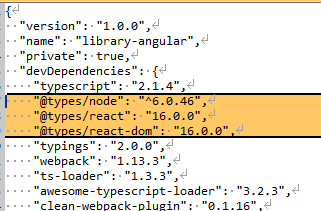 {
"version": "1.0.0",
"name": "library-angular",
"private": true,
"devDependencies": {
"typescript": "2.1.4",
"@types/node": "^6.0.46",
"@types/react": "16.0.0",
"@types/react-dom": "16.0.0",
"typings": "2.0.0",
"webpack": "1.13.3",
"ts-loader": "1.3.3",
"awesome-typescript-loader": "3.2.3",
"clean-webpack-plugin": "0.1.16",